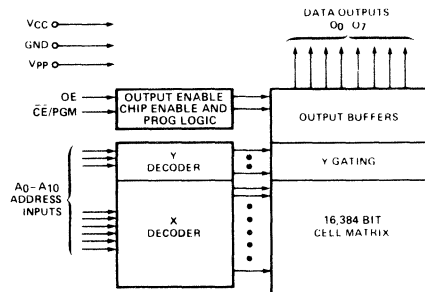 VCC
GND
VPP
DATA OUTPUTS
O0 O7
OE
CE/PGM
OUTPUT ENABLE
CHIP ENABLE AND
PROG LOGIC
OUTPUT BUFFERS
A0-A10
ADDRESS
INPUTS
Y
DECODER
Y GATING
X
DECODER
16,384 BIT
CELL MATRIX